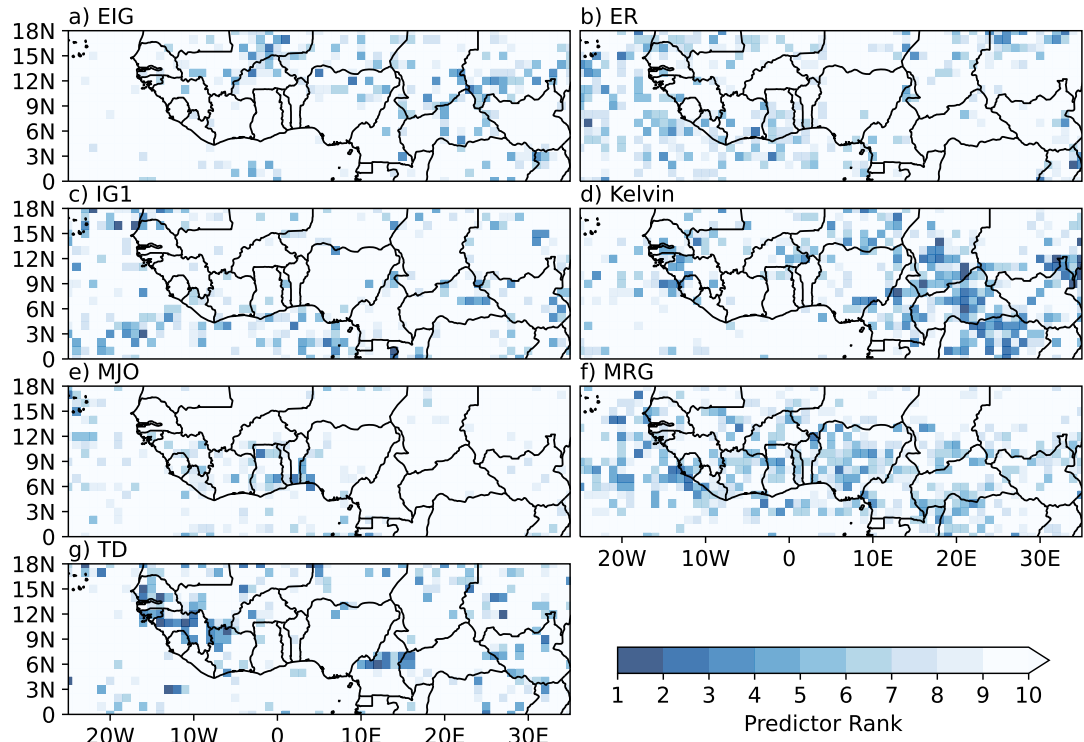 a) EIG
b) ER
18N
15N
12N
9N
6N
3N
0
c) IG1
d) Kelvin
18N
15N
12N
9N
6N
3N
0
e) MJO
f) MRG
18N
15N
12N
9N
6N
3N
0
20W 10W 0 10E 20E 30E
g) TD
18N
15N
12N
9N
6N
3N
0
20W 10W 0 10E 20E 30E
1 2 3 4 5 6 7 8 9 10
Predictor Rank